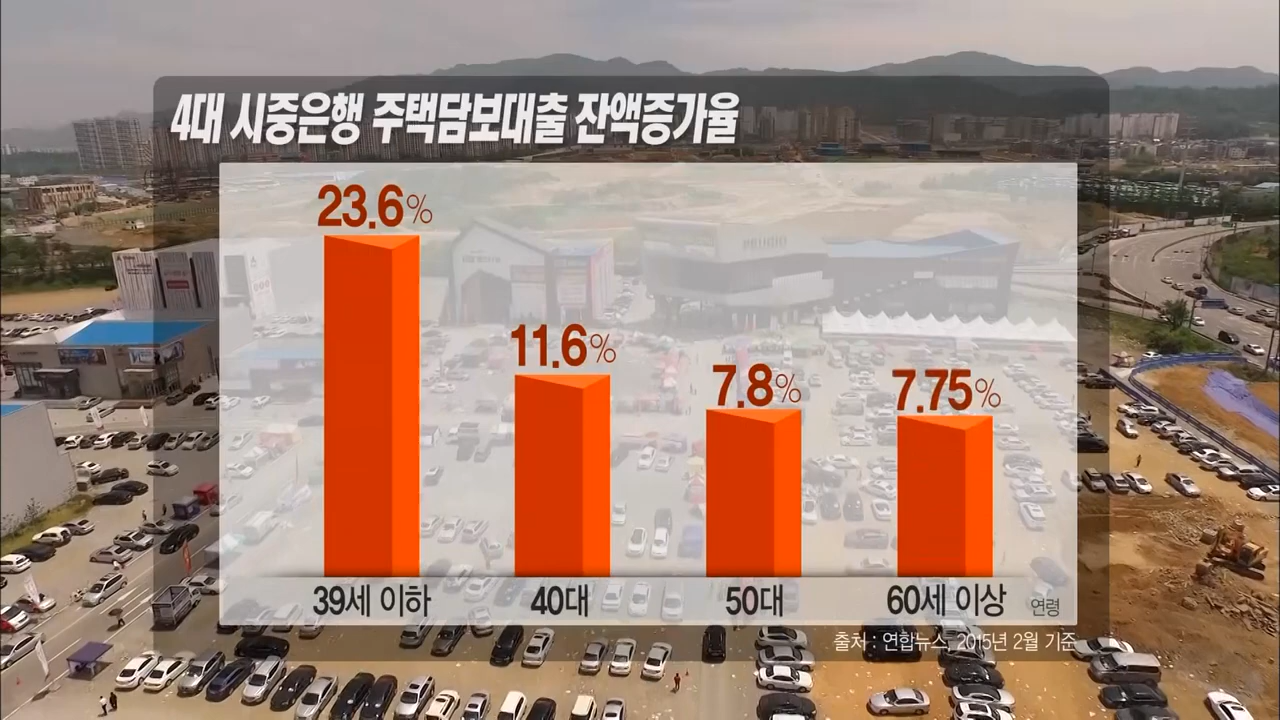 4대 시중은행 주택담보대출 잔액증가율
23.6%
11.6%
7.8%
7.75%
39세 이하
40대
50대
60세 이상
연령
출처 : 연합뉴스, 2015년 2월 기준
PRUGIO